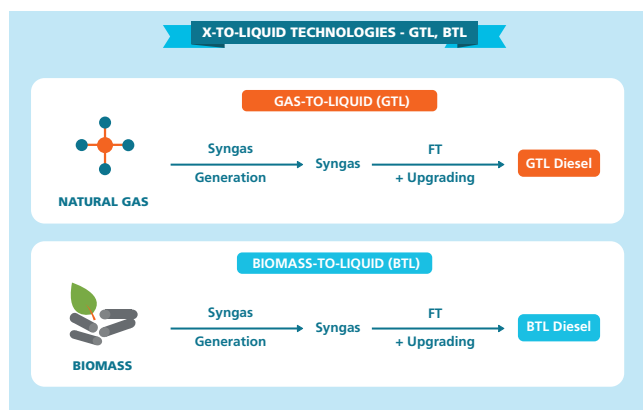 X-TO-LIQUID TECHNOLOGIES - GTL, BTL
GAS-TO-LIQUID (GTL)
Syngas
Generation
Syngas
FT
+ Upgrading
GTL Diesel
NATURAL GAS
BIOMASS-TO-LIQUID (BTL)
Syngas
Generation
Syngas
FT
+ Upgrading
BTL Diesel
BIOMASS